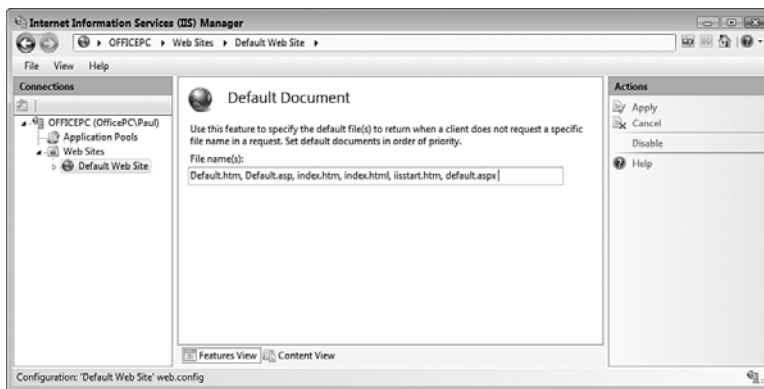 Internet Information Services (IIS) Manager
OFFICEPC ▸ Web Sites ▸ Default Web Site ▸
File View Help
Connections
OFFICEPC (OfficePC\Paul)
Application Pools
Web Sites
Default Web Site
Default Document
Use this feature to specify the default file(s) to return when a client does not request a specific
file name in a request. Set default documents in order of priority.
File name(s):
Default.htm, Default.asp, index.htm, index.html, iisstart.htm, default.aspx
Features View Content View
Actions
Apply
Cancel
Disable
Help
Configuration: 'Default Web Site' web.config